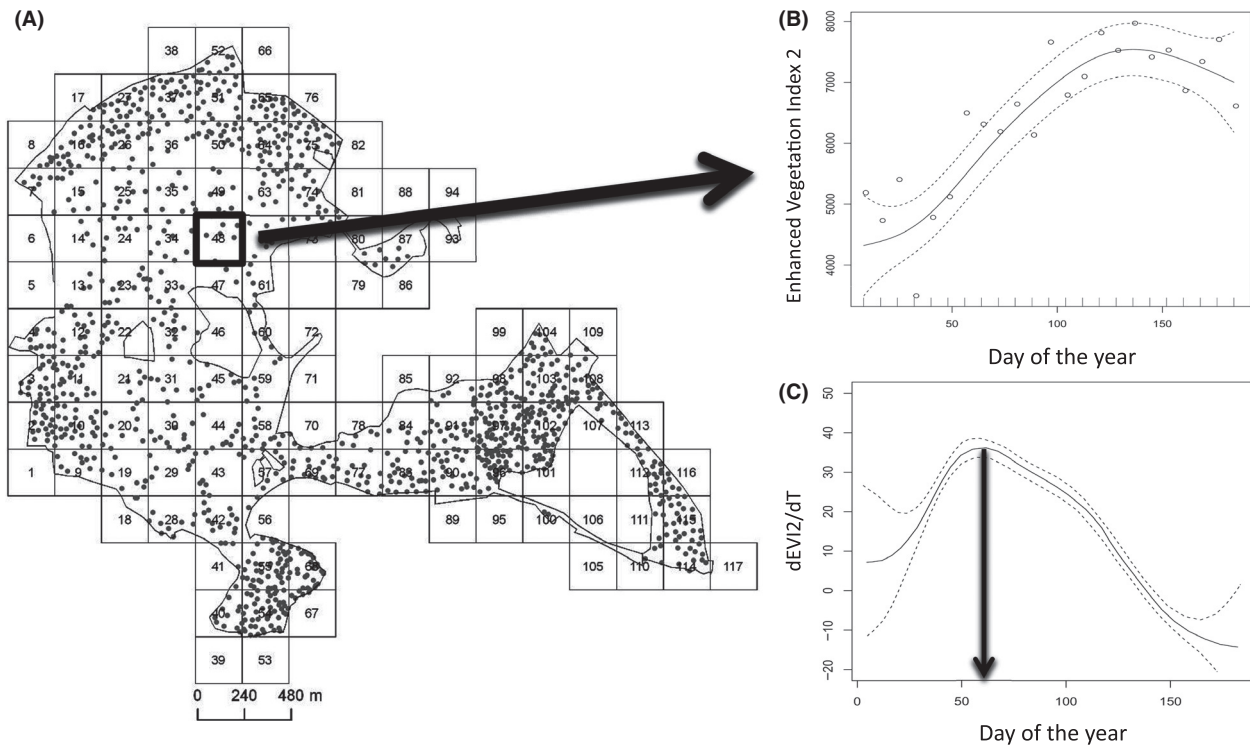 (A)
38 52 66
17 27 37 51 65 76
8 16 26 36 50 64 75 82
7 15 25 35 49 63 74 81 88 94
6 14 24 34 48 73 80 87 93
5 13 23 33 47 61 79 86
4 12 22 32 46 60 72 99 104 109
3 11 21 31 45 59 71 85 92 98 103 108
2 10 20 30 44 58 70 78 84 91 97 102 107 113
1 9 19 29 43 57 69 77 83 90 96 101 112 116
18 28 42 56 89 95 100 106 111 115
41 55 68 105 110 114 117
40 54 67
39 53
0 240 480 m
(B)
Enhanced Vegetation Index 2
8000
7000
6000
5000
4000
50 100 150
Day of the year
(C)
dEVI2/dT
50
40
30
20
10
0
−10
−20
0 50 100 150
Day of the year